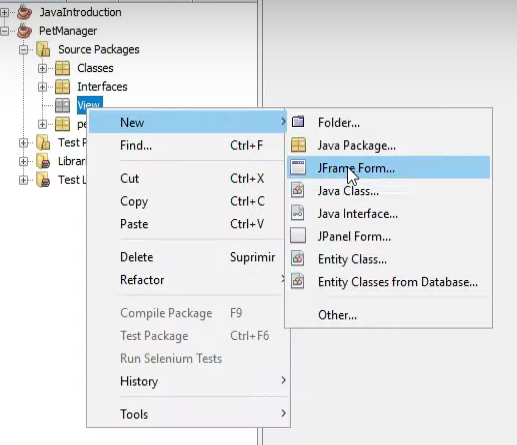 JavaIntroduction
PetManager
Source Packages
Classes
Interfaces
View
New
Find... Ctrl+F
Cut Ctrl+X
Copy Ctrl+C
Paste Ctrl+V
Delete Suprimir
Refactor
Compile Package F9
Test Package Ctrl+F6
Run Selenium Tests
History
Tools
Folder...
Java Package...
JFrame Form...
Java Class...
Java Interface...
JPanel Form...
Entity Class...
Entity Classes from Database...
Other...
pe
Test P
Librar
Test L